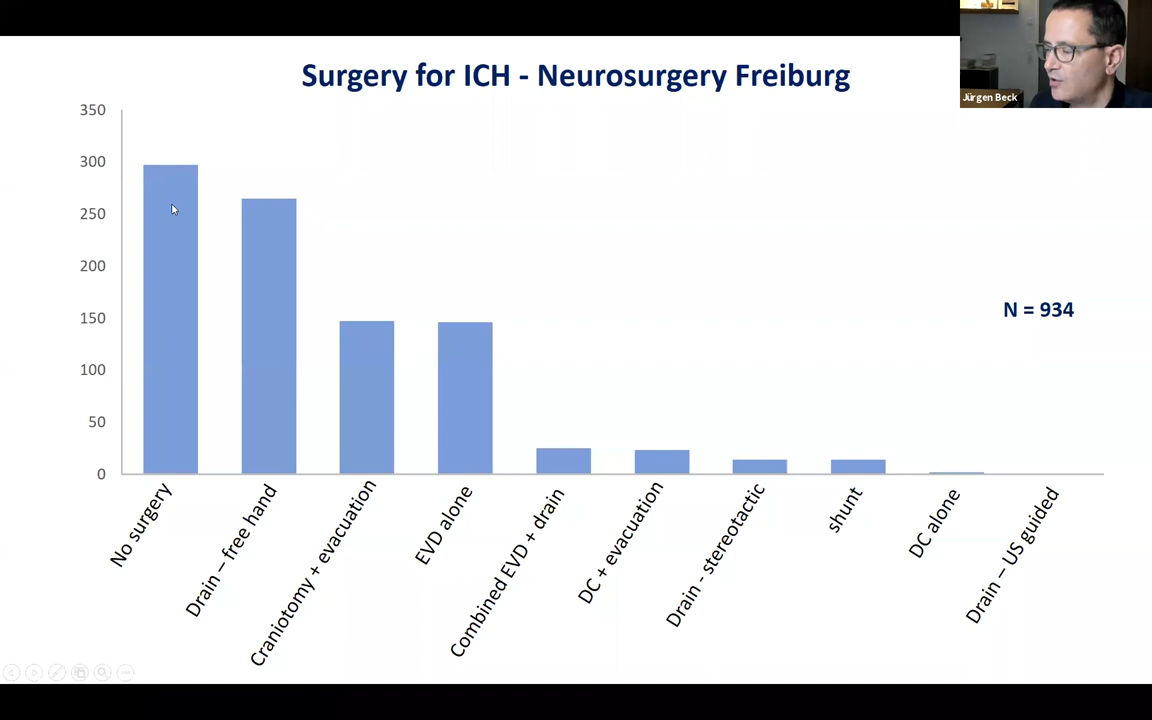 Surgery for ICH - Neurosurgery Freiburg
Jürgen Beck
350
300
250
200
150
100
50
0
N = 934
No surgery
Drain – free hand
Craniotomy + evacuation
EVD alone
Combined EVD + drain
DC + evacuation
Drain - stereotactic
shunt
DC alone
Drain – US guided